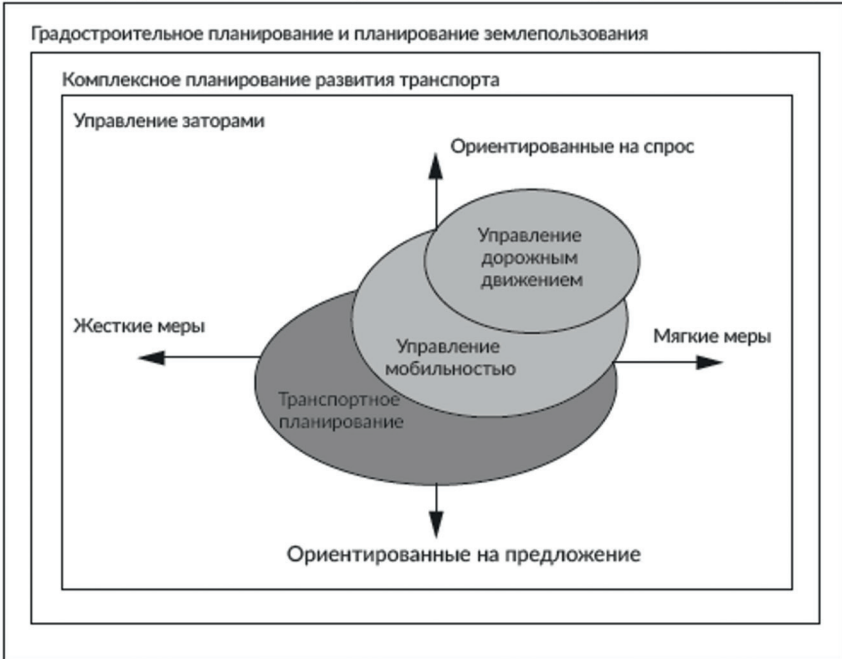 Градостроительное планирование и планирование землепользования
Комплексное планирование развития транспорта
Управление заторами
Ориентированные на спрос
Управление
дорожным
движением
Жесткие меры
Мягкие меры
Управление
мобильностью
Транспортное
планирование
Ориентированные на предложение